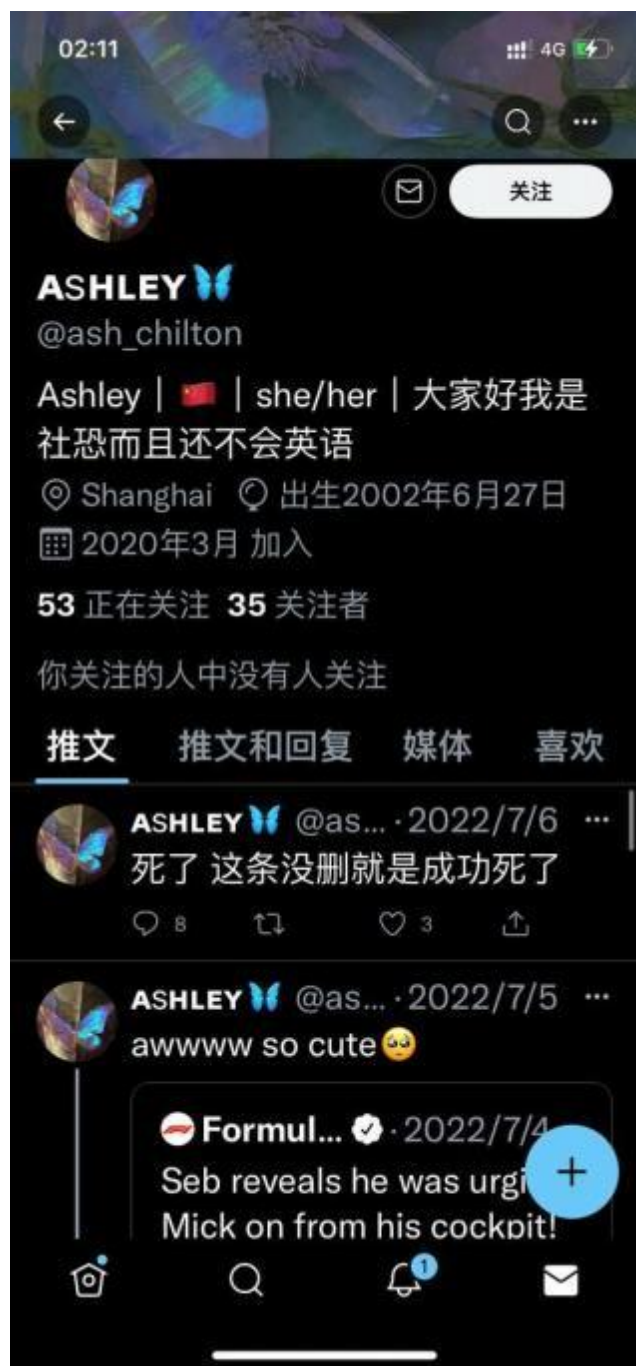 02:11 4G
关注
ASHLEY
@ash_chilton
Ashley | 🇨🇳 | she/her | 大家好我是
社恐而且还不会英语
Shanghai 出生2002年6月27日
2020年3月 加入
53 正在关注 35 关注者
你关注的人中没有人关注
推文 推文和回复 媒体 喜欢
ASHLEY @as... · 2022/7/6
死了 这条没删就是成功死了
8 3
ASHLEY @as... · 2022/7/5
awwww so cute🥺
Formul... · 2022/7/4
Seb reveals he was urgi
Mick on from his cockpit!
1